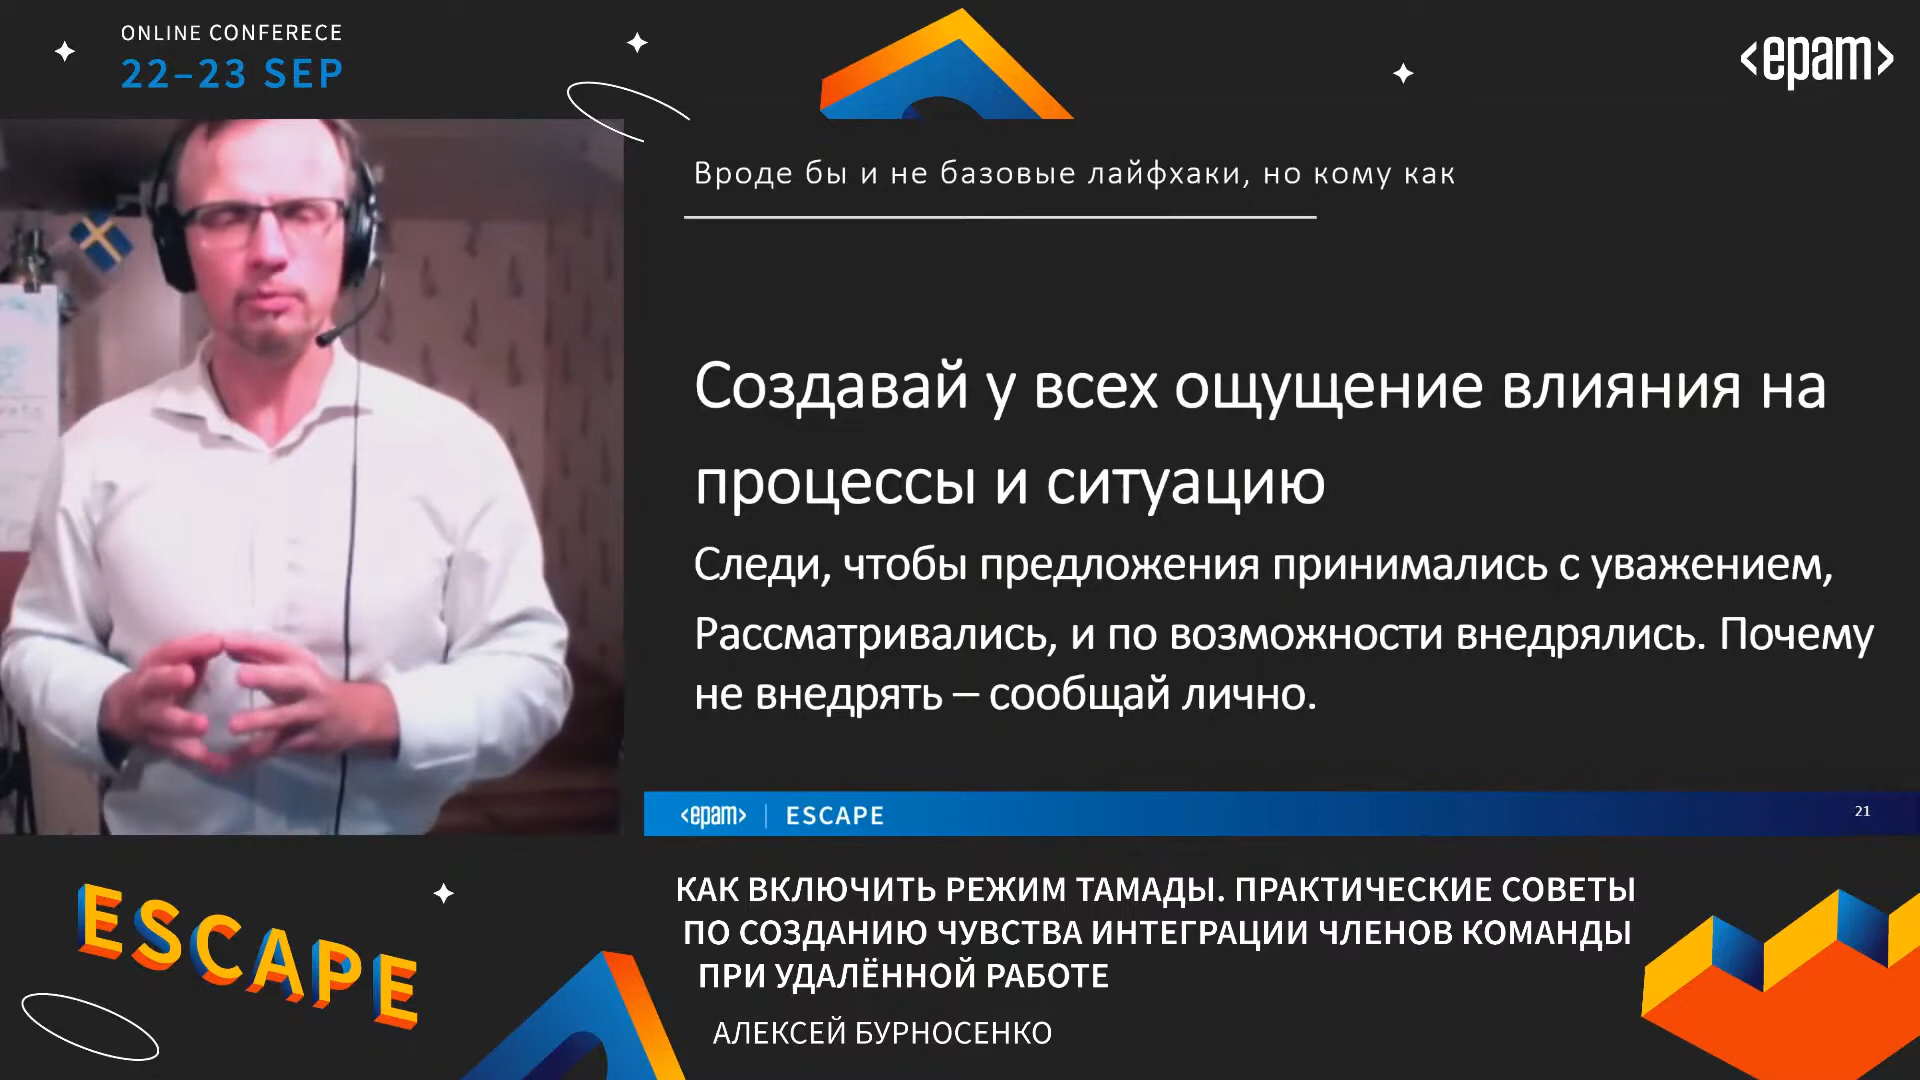 ONLINE CONFERECE
22–23 SEP
<epam>
Вроде бы и не базовые лайфхаки, но кому как
Создавай у всех ощущение влияния на
процессы и ситуацию
Следи, чтобы предложения принимались с уважением,
Рассматривались, и по возможности внедрялись. Почему
не внедрять – сообщай лично.
<epam> | ESCAPE
21
ESCAPE
КАК ВКЛЮЧИТЬ РЕЖИМ ТАМАДЫ. ПРАКТИЧЕСКИЕ СОВЕТЫ
ПО СОЗДАНИЮ ЧУВСТВА ИНТЕГРАЦИИ ЧЛЕНОВ КОМАНДЫ
ПРИ УДАЛЁННОЙ РАБОТЕ
АЛЕКСЕЙ БУРНОСЕНКО